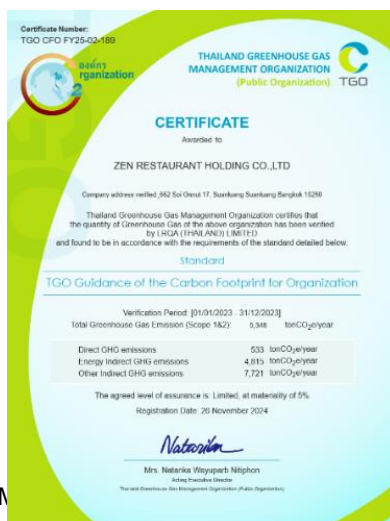 Certificate Number:
TGO CFO FY25-02-189
องค์กร
rganization
2
THAILAND GREENHOUSE GAS
MANAGEMENT ORGANIZATION
(Public Organization)
TGO
CERTIFICATE
Awarded to
ZEN RESTAURANT HOLDING CO.,LTD
Company address verified ,662 Soi Onnut 17, Suanluang Suanluang Bangkok 10250
Thailand Greenhouse Gas Management Organization certifies that
the quantity of Greenhouse Gas of the above organization has been verified
by LRQA (THAILAND) LIMITED
and found to be in accordance with the requirements of the standard detailed below.
Standard
TGO Guidance of the Carbon Footprint for Organization
Verification Period: [01/01/2023 - 31/12/2023]
Total Greenhouse Gas Emission (Scope 1&2): 5,348 tonCO2e/year
Direct GHG emissions 533 tonCO2e/year
Energy Indirect GHG emissions 4,815 tonCO2e/year
Other Indirect GHG emissions 7,721 tonCO2e/year
The agreed level of assurance is: Limited, at materiality of 5%
Registration Date: 26 November 2024
Mrs. Natarika Wayuparb Nitiphon
Acting Executive Director
Thailand Greenhouse Gas Management Organization (Public Organization)